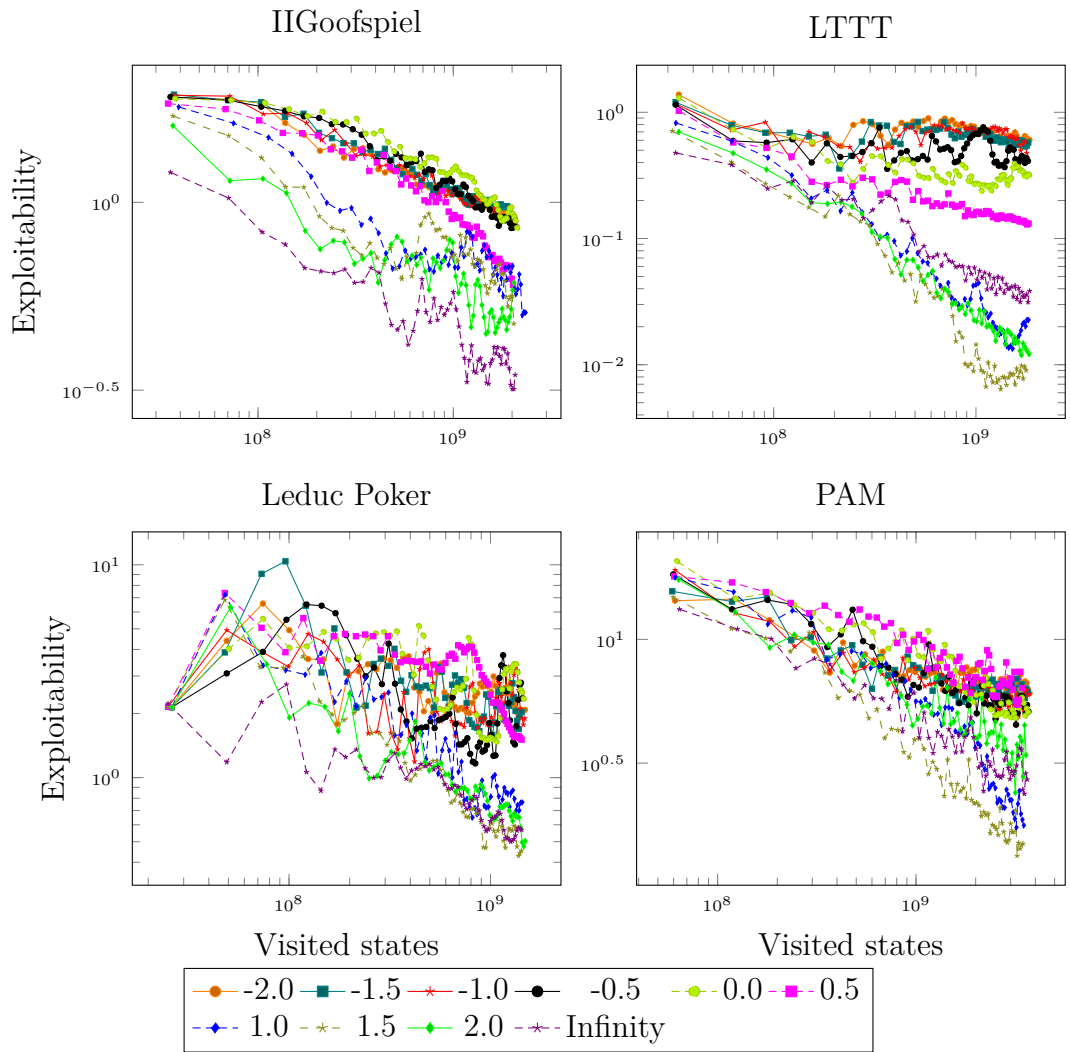 IIGoofspiel
LTTT
Exploitability
10^0
10^-0.5
10^8
10^9
10^0
10^-1
10^-2
10^8
10^9
Leduc Poker
PAM
Exploitability
10^1
10^0
10^8
10^9
10^1
10^0.5
10^8
10^9
Visited states
Visited states
-2.0 -1.5 -1.0 -0.5 0.0 0.5
1.0 1.5 2.0 Infinity